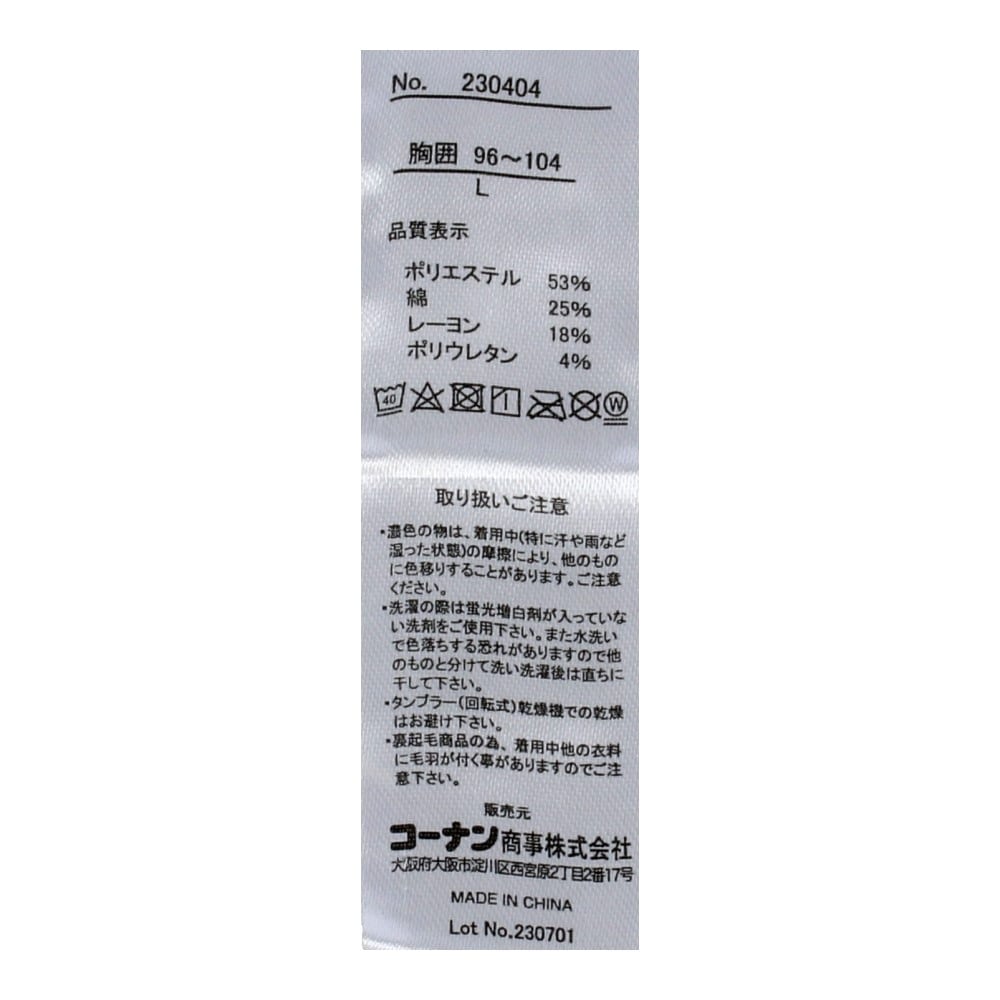 No. 230404
胸囲 96～104
L
品質表示
ポリエステル 53%
綿 25%
レーヨン 18%
ポリウレタン 4%
40 W
取り扱いご注意
・濃色の物は、着用中(特に汗や雨など
湿った状態)の摩擦により、他のもの
に色移りすることがあります。ご注意
ください。
・洗濯の際は蛍光増白剤が入っていな
い洗剤をご使用下さい。また水洗い
で色落ちする恐れがありますので他
のものと分けて洗い洗濯後は直ちに
干して下さい。
・タンブラー(回転式)乾燥機での乾燥
はお避け下さい。
・裏起毛商品の為、着用中他の衣料
に毛羽が付く事がありますのでご注
意下さい。
販売元
コーナン商事株式会社
大阪府大阪市淀川区西宮原2丁目2番17号
MADE IN CHINA
Lot No.230701